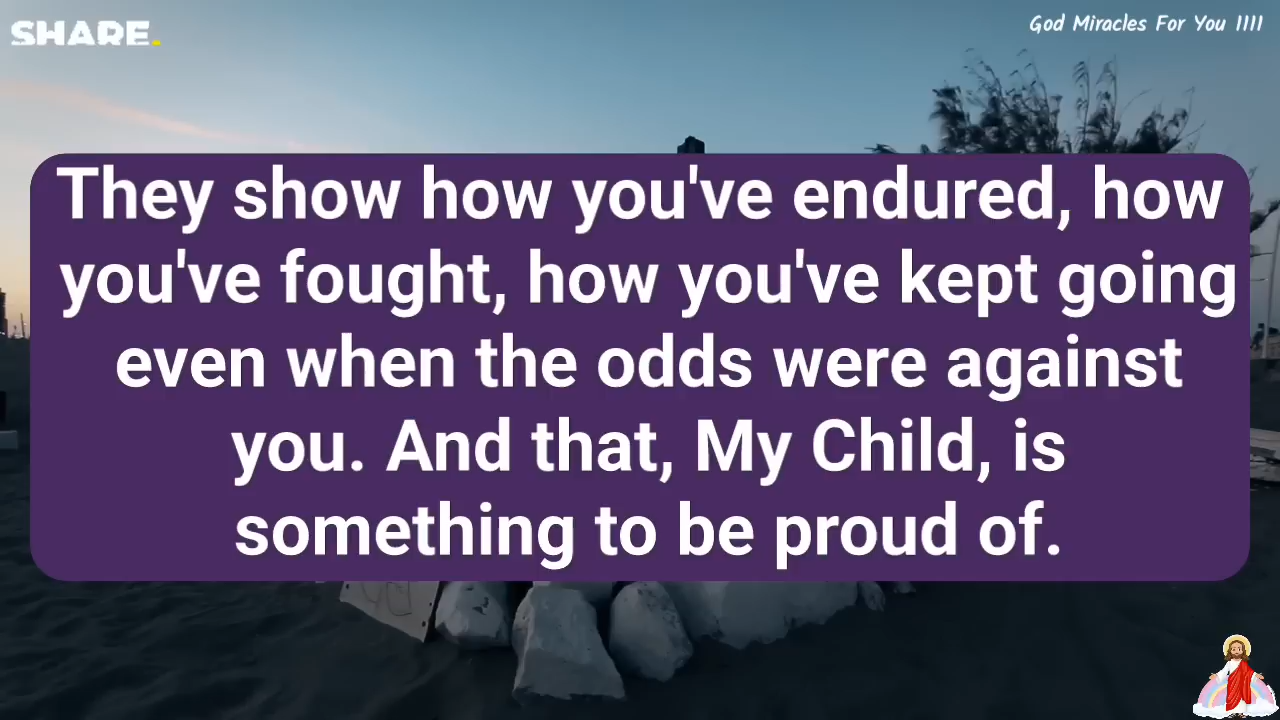 SHARE.
God Miracles For You 1111
They show how you've endured, how
you've fought, how you've kept going
even when the odds were against
you. And that, My Child, is
something to be proud of.